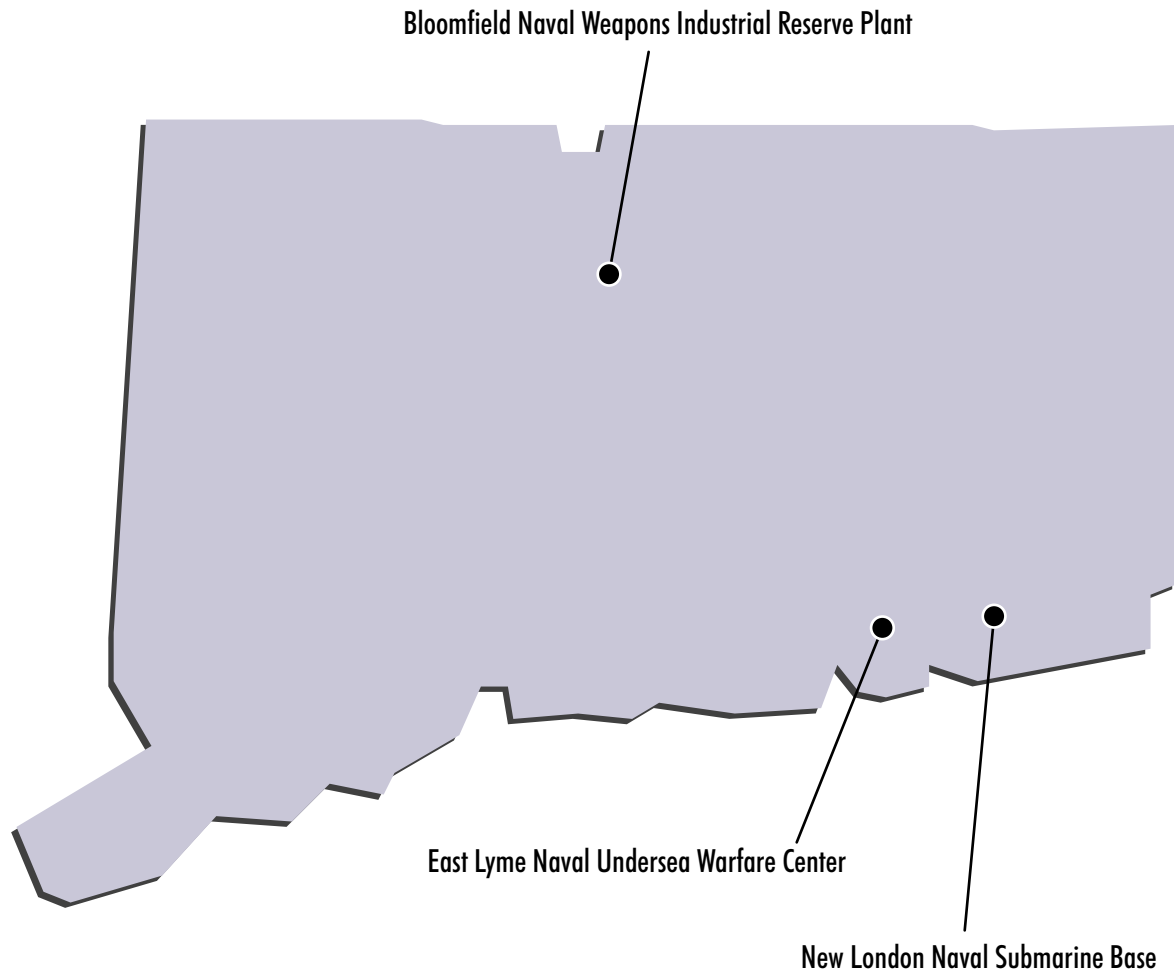 Bloomfield Naval Weapons Industrial Reserve Plant
East Lyme Naval Undersea Warfare Center
New London Naval Submarine Base